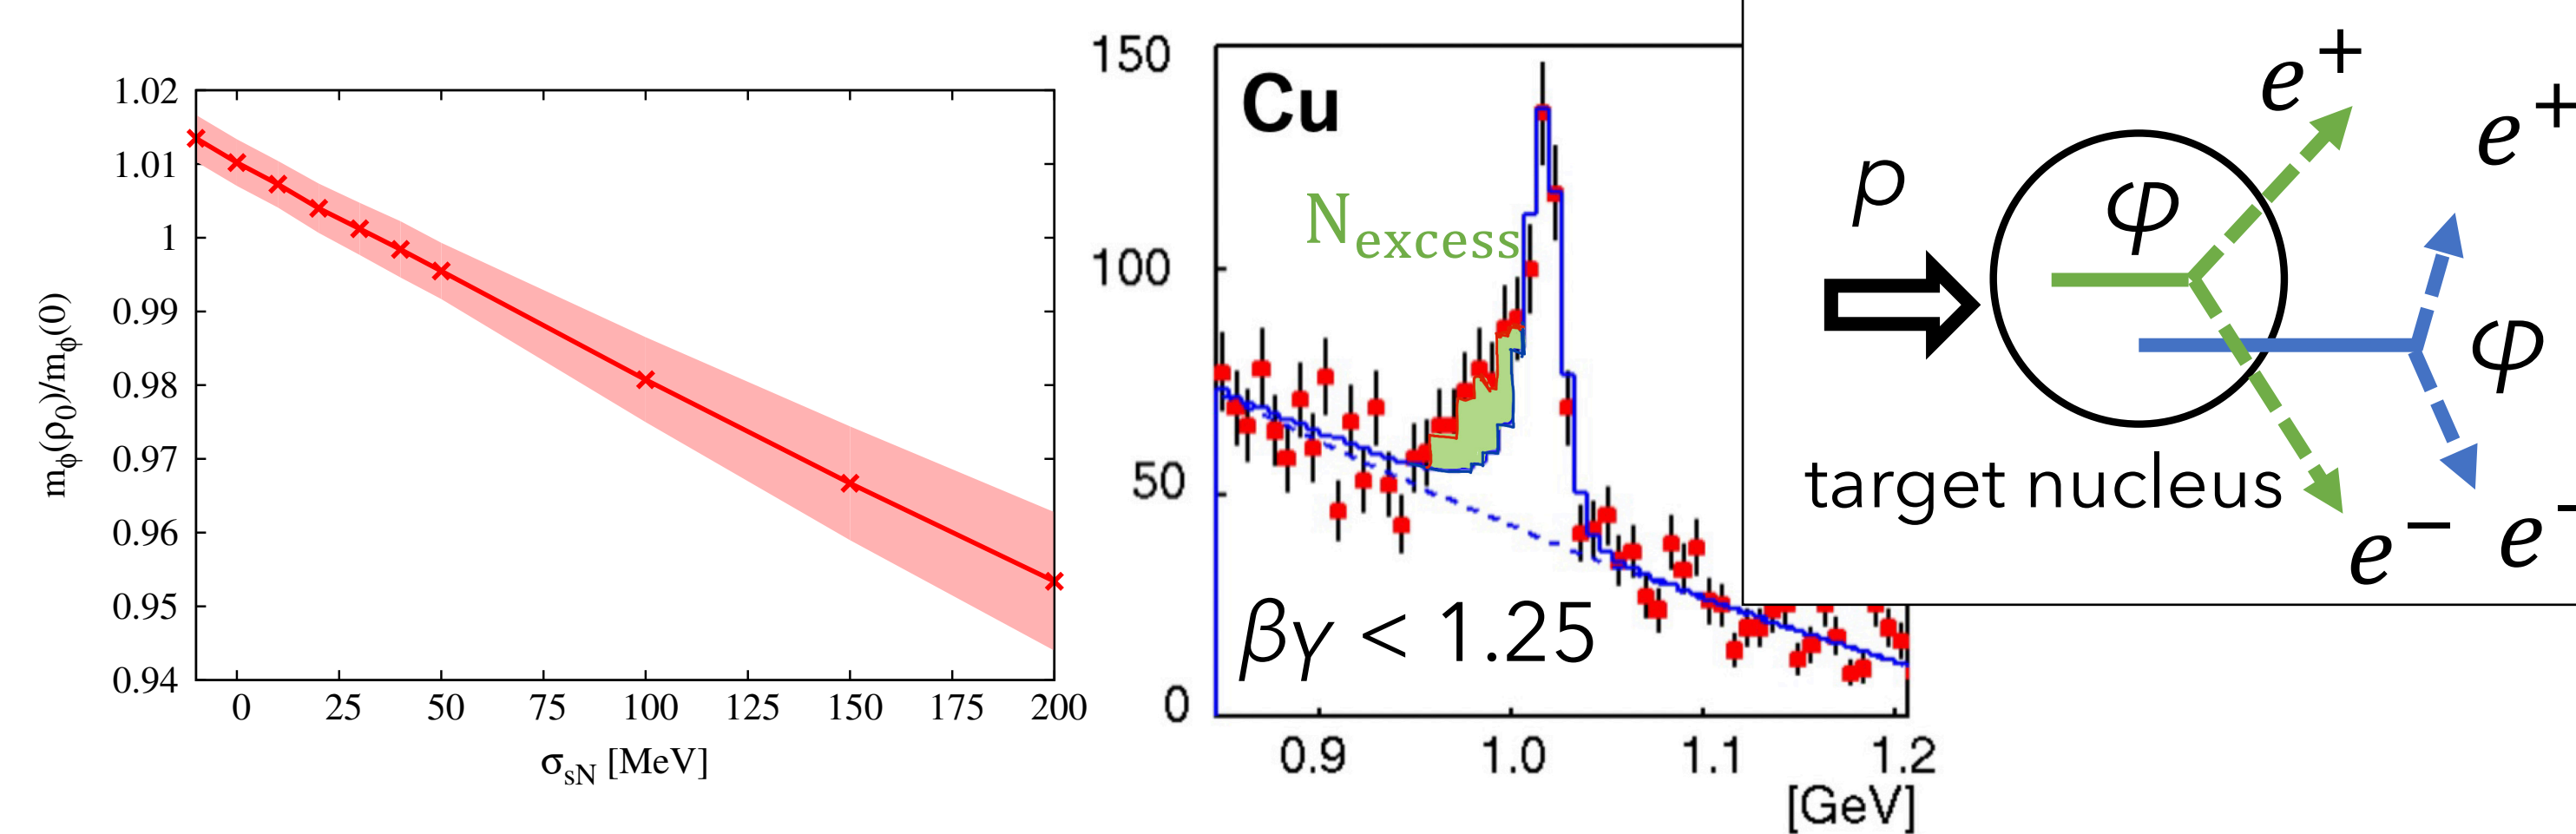 1.02
1.01
1
0.99
0.98
0.97
0.96
0.95
0.94
mϕ(ρ0)/mϕ(0)
0 25 50 75 100 125 150 175 200
σsN [MeV]
150
100
50
0
Cu
Nexcess
βγ < 1.25
0.9 1.0 1.1 1.2
[GeV]
p
φ
e+
e+
φ
target nucleus
e− e−